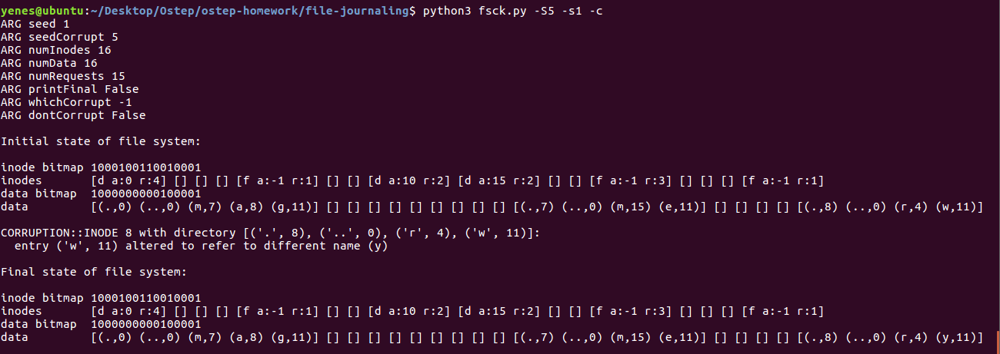 yenes@ubuntu:~/Desktop/Ostep/ostep-homework/file-journaling$ python3 fsck.py -S5 -s1 -c
ARG seed 1
ARG seedCorrupt 5
ARG numInodes 16
ARG numData 16
ARG numRequests 15
ARG printFinal False
ARG whichCorrupt -1
ARG dontCorrupt False
Initial state of file system:
inode bitmap 1000100110010001
inodes       [d a:0 r:4] [] [] [] [f a:-1 r:1] [] [] [d a:10 r:2] [d a:15 r:2] [] [] [f a:-1 r:3] [] [] [] [f a:-1 r:1]
data bitmap  1000000000100001
data         [(.,0) (..,0) (m,7) (a,8) (g,11)] [] [] [] [] [] [] [] [] [] [(.,7) (..,0) (m,15) (e,11)] [] [] [] [] [(.,8) (..,0) (r,4) (w,11)]
CORRUPTION::INODE 8 with directory [('.', 8), ('..', 0), ('r', 4), ('w', 11)]:
  entry ('w', 11) altered to refer to different name (y)
Final state of file system:
inode bitmap 1000100110010001
inodes       [d a:0 r:4] [] [] [] [f a:-1 r:1] [] [] [d a:10 r:2] [d a:15 r:2] [] [] [f a:-1 r:3] [] [] [] [f a:-1 r:1]
data bitmap  1000000000100001
data         [(.,0) (..,0) (m,7) (a,8) (g,11)] [] [] [] [] [] [] [] [] [] [(.,7) (..,0) (m,15) (e,11)] [] [] [] [] [(.,8) (..,0) (r,4) (y,11)]